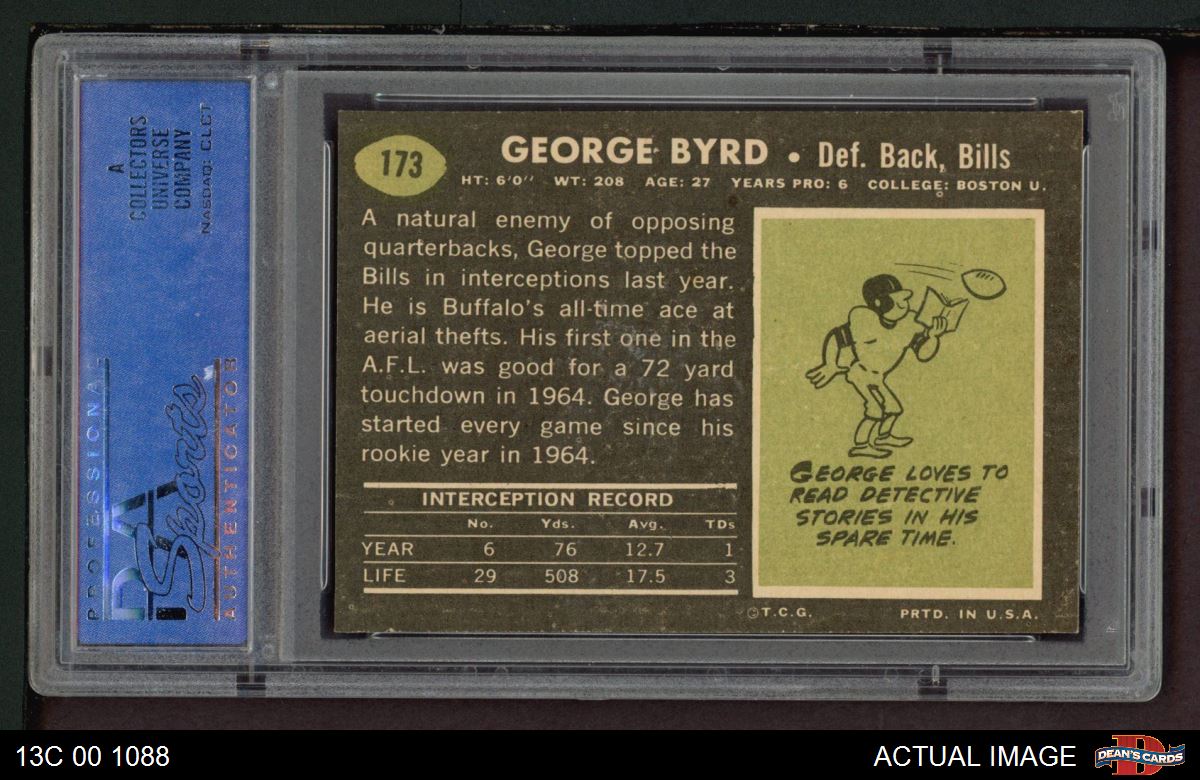 A
COLLECTORS
UNIVERSE
COMPANY
NASDAQ: CLCT
PROFESSIONAL
PSA
Sports
AUTHENTICATOR
173
GEORGE BYRD • Def. Back, Bills
HT: 6'0'' WT: 208 AGE: 27 YEARS PRO: 6 COLLEGE: BOSTON U.
A natural enemy of opposing
quarterbacks, George topped the
Bills in interceptions last year.
He is Buffalo's all-time ace at
aerial thefts. His first one in the
A.F.L. was good for a 72 yard
touchdown in 1964. George has
started every game since his
rookie year in 1964.
INTERCEPTION RECORD
No. Yds. Avg. TDs
YEAR 6 76 12.7 1
LIFE 29 508 17.5 3
GEORGE LOVES TO
READ DETECTIVE
STORIES IN HIS
SPARE TIME.
©T.C.G. PRTD. IN U.S.A.
13C 00 1088
ACTUAL IMAGE
D
DEAN'S CARDS